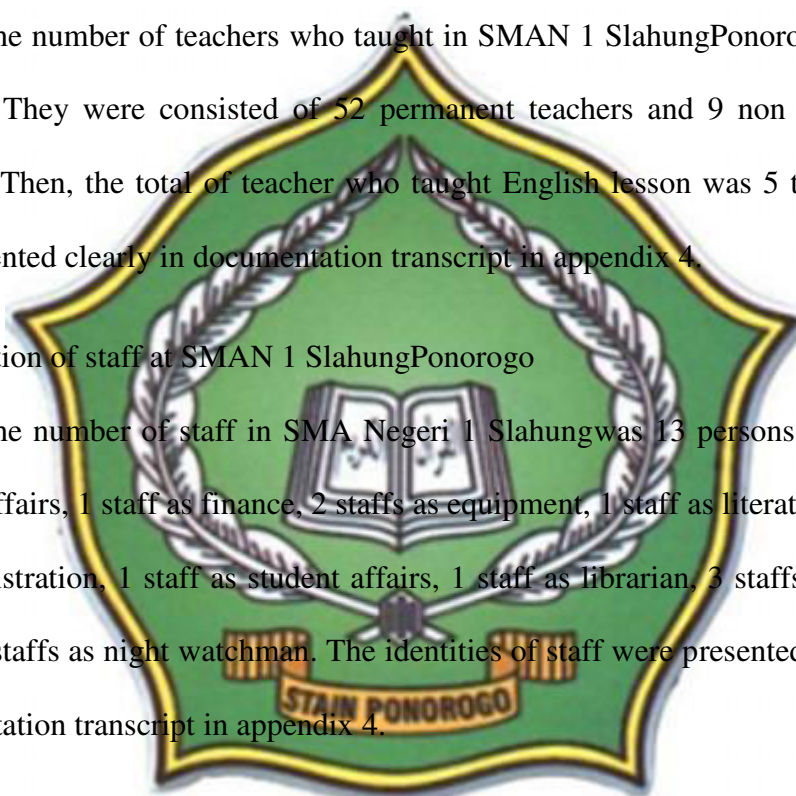 he number of teachers who taught in SMAN 1 SlahungPonoro
They were consisted of 52 permanent teachers and 9 non
Then, the total of teacher who taught English lesson was 5 t
ented clearly in documentation transcript in appendix 4.
tion of staff at SMAN 1 SlahungPonorogo
he number of staff in SMA Negeri 1 Slahungwas 13 persons
ffairs, 1 staff as finance, 2 staffs as equipment, 1 staff as literat
istration, 1 staff as student affairs, 1 staff as librarian, 3 staffs
staffs as night watchman. The identities of staff were presented
STAIN PONOROGO
tation transcript in appendix 4.